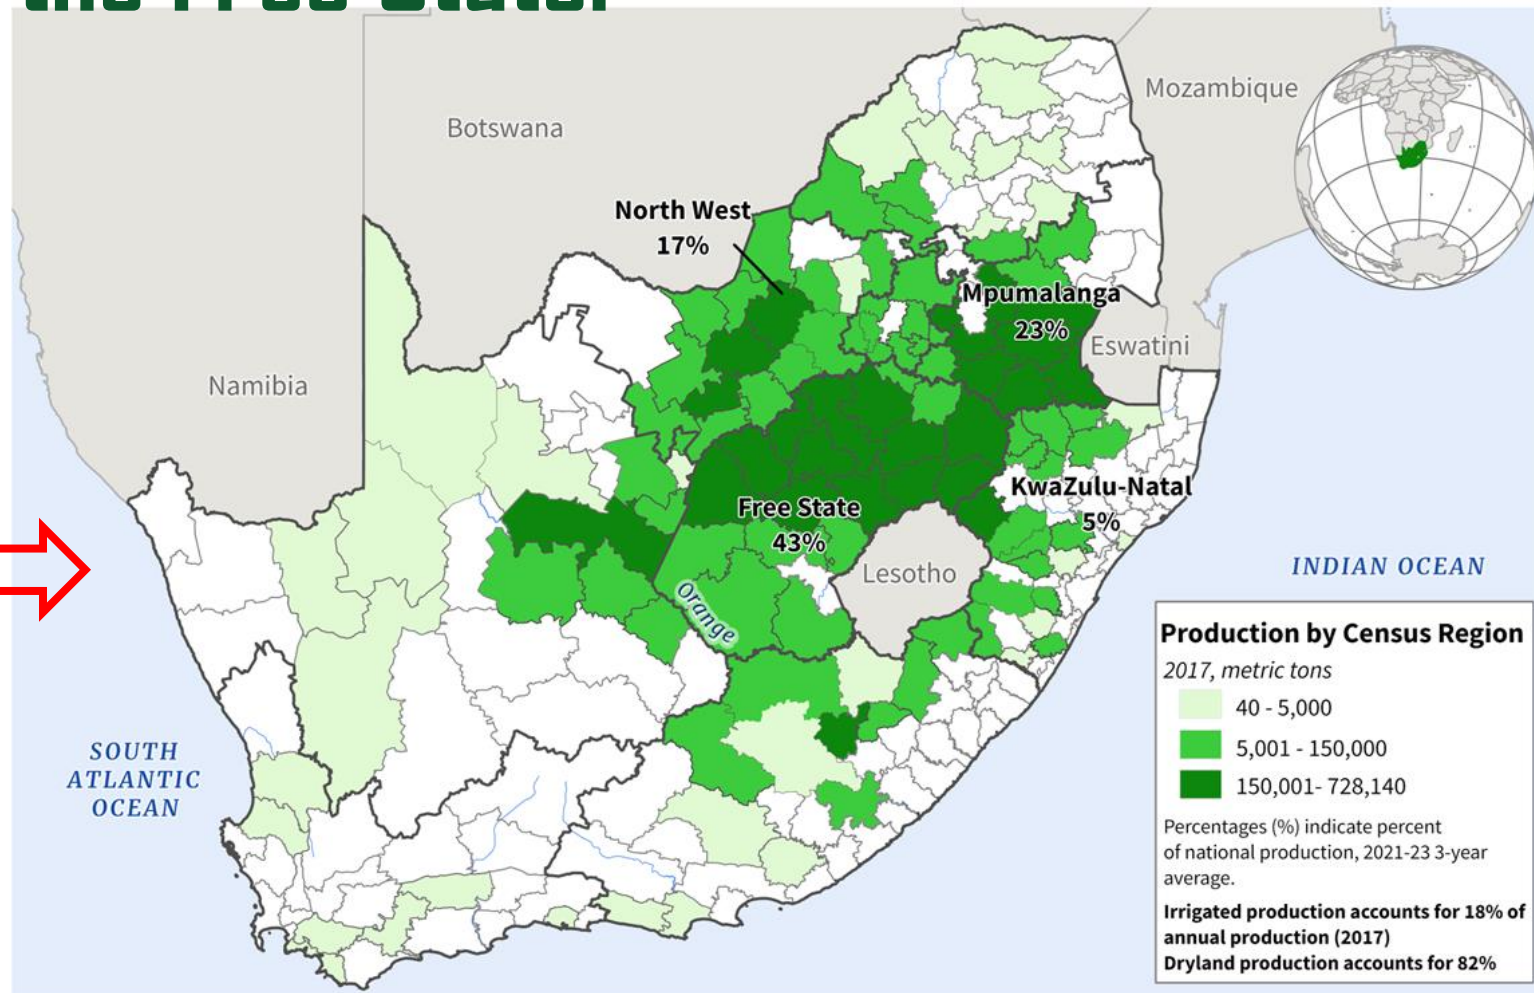 the Free State.
Botswana
Mozambique
North West
17%
Mpumalanga
23%
Eswatini
Namibia
KwaZulu-Natal
5%
Free State
43%
Lesotho
INDIAN OCEAN
Orange
SOUTH
ATLANTIC
OCEAN
Production by Census Region
2017, metric tons
40 - 5,000
5,001 - 150,000
150,001- 728,140
Percentages (%) indicate percent
of national production, 2021-23 3-year
average.
Irrigated production accounts for 18% of
annual production (2017)
Dryland production accounts for 82%